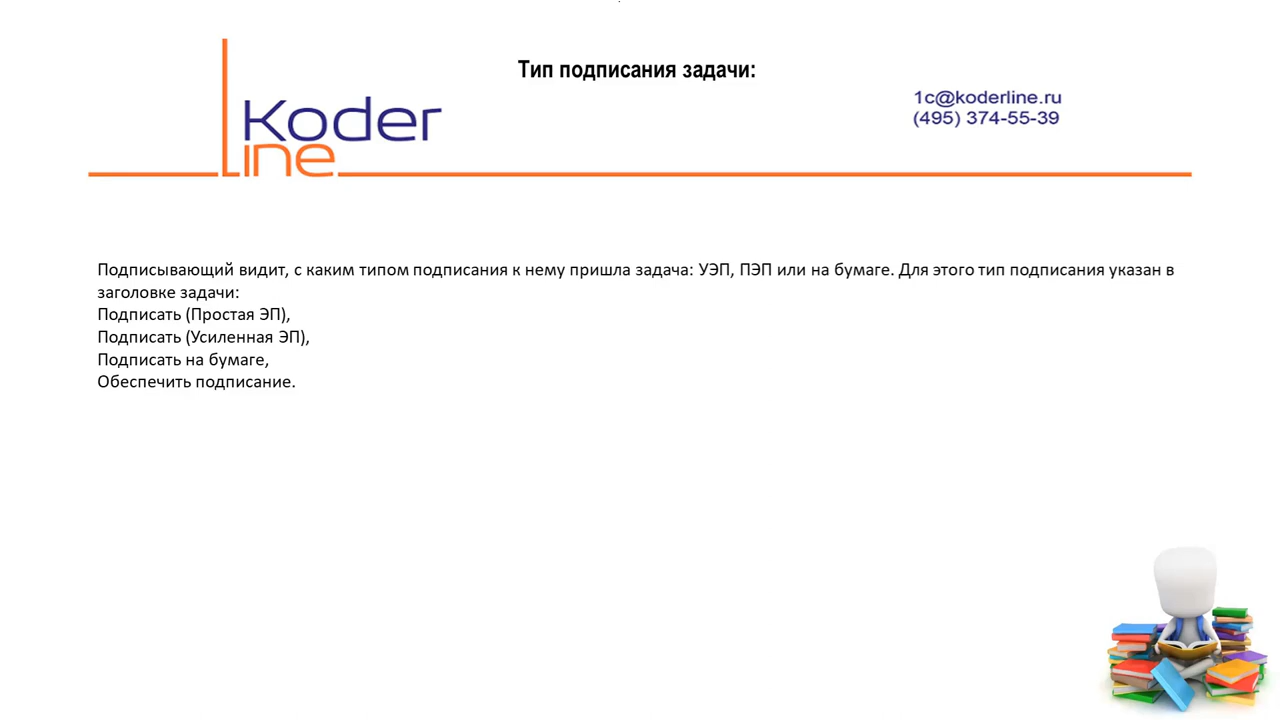 Тип подписания задачи:
Koder
Line
1c@koderline.ru
(495) 374-55-39
Подписывающий видит, с каким типом подписания к нему пришла задача: УЭП, ПЭП или на бумаге. Для этого тип подписания указан в
заголовке задачи:
Подписать (Простая ЭП),
Подписать (Усиленная ЭП),
Подписать на бумаге,
Обеспечить подписание.